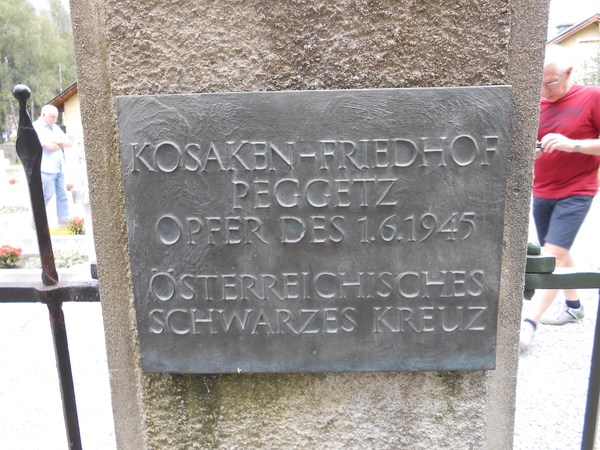 KOSAKEN-FRIEDHOF
PEGGETZ
OPFER DES 1.6.1945
ÖSTERREICHISCHES
SCHWARZES KREUZ